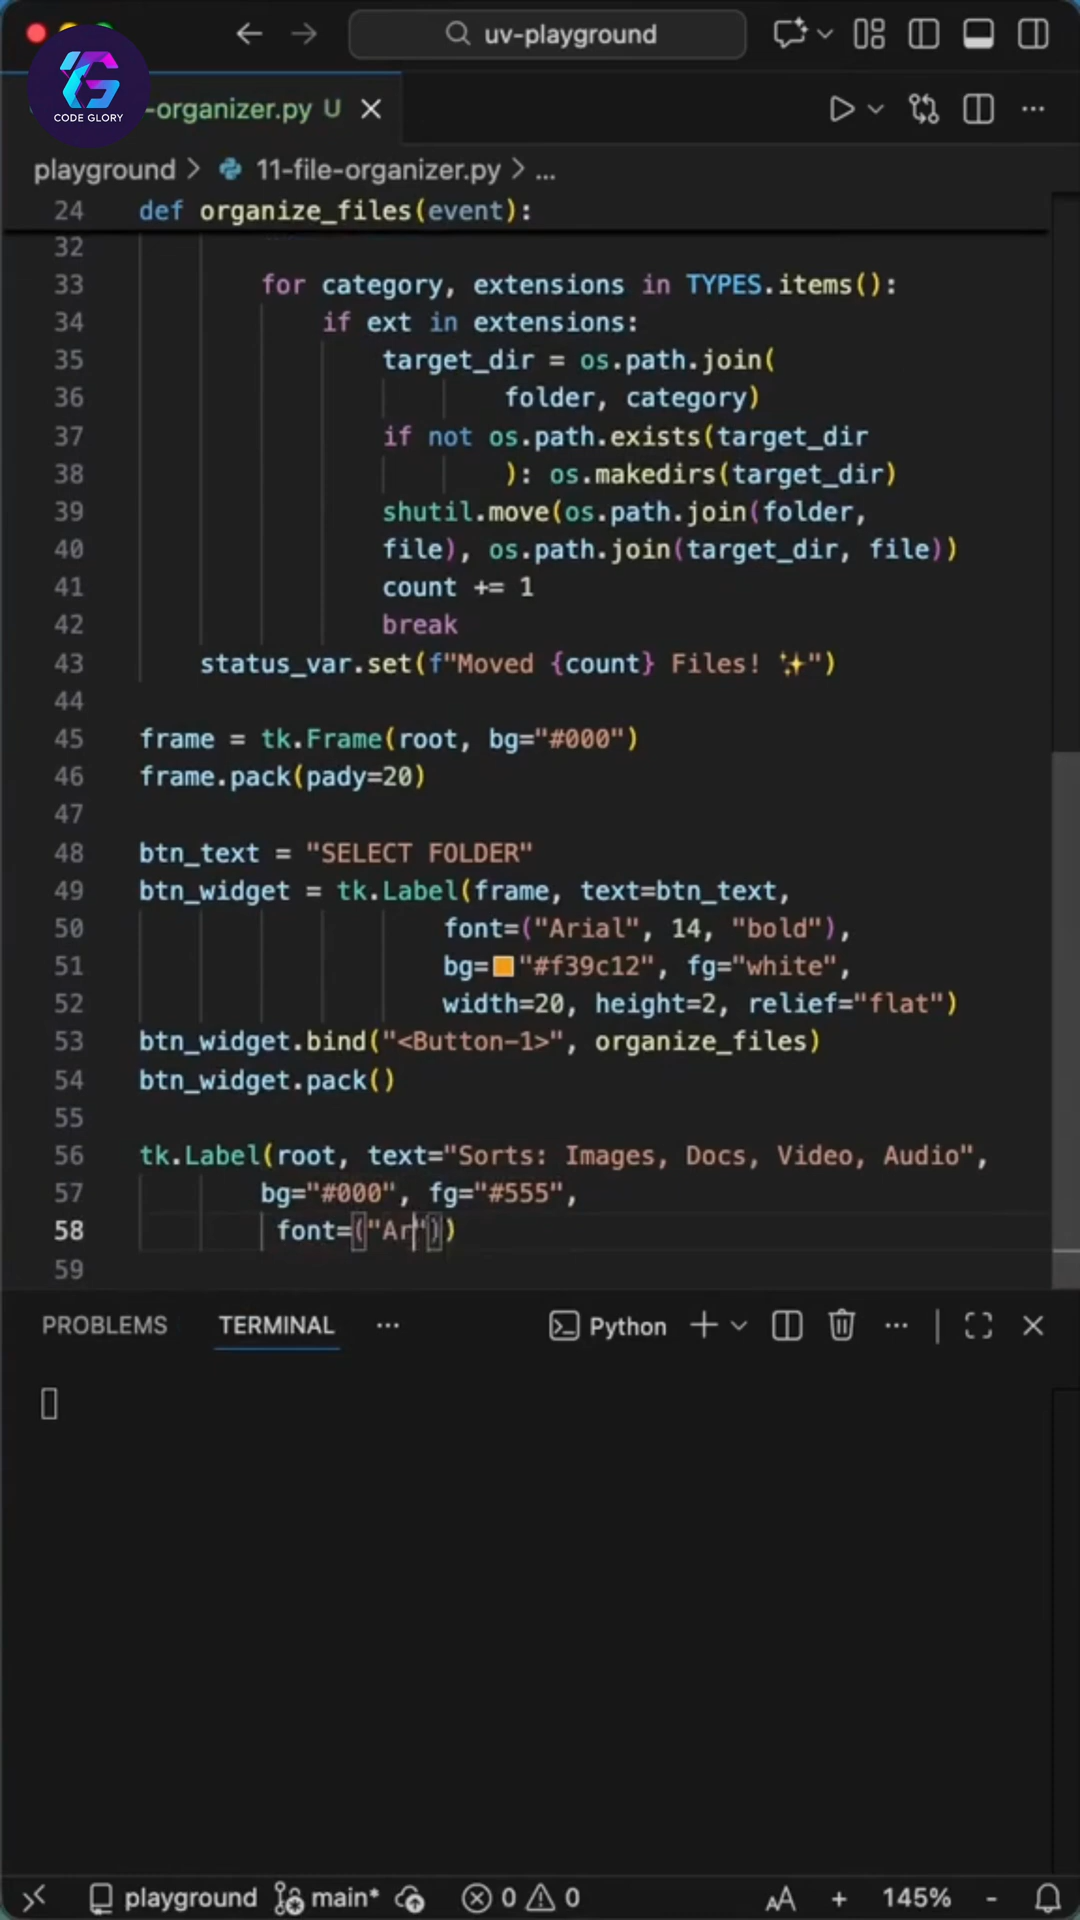 uv-playground
CODE GLORY
-organizer.py U
playground > 11-file-organizer.py > ...
24 def organize_files(event):
32
33 for category, extensions in TYPES.items():
34 if ext in extensions:
35 target_dir = os.path.join(
36 folder, category)
37 if not os.path.exists(target_dir
38 ): os.makedirs(target_dir)
39 shutil.move(os.path.join(folder,
40 file), os.path.join(target_dir, file))
41 count += 1
42 break
43 status_var.set(f"Moved {count} Files! ✨")
44
45 frame = tk.Frame(root, bg="#000")
46 frame.pack(pady=20)
47
48 btn_text = "SELECT FOLDER"
49 btn_widget = tk.Label(frame, text=btn_text,
50 font=("Arial", 14, "bold"),
51 bg="#f39c12", fg="white",
52 width=20, height=2, relief="flat")
53 btn_widget.bind("<Button-1>", organize_files)
54 btn_widget.pack()
55
56 tk.Label(root, text="Sorts: Images, Docs, Video, Audio",
57 bg="#000", fg="#555",
58 font=("Ar"))
59
PROBLEMS TERMINAL ... Python
playground main* 0 0 AA + 145% -